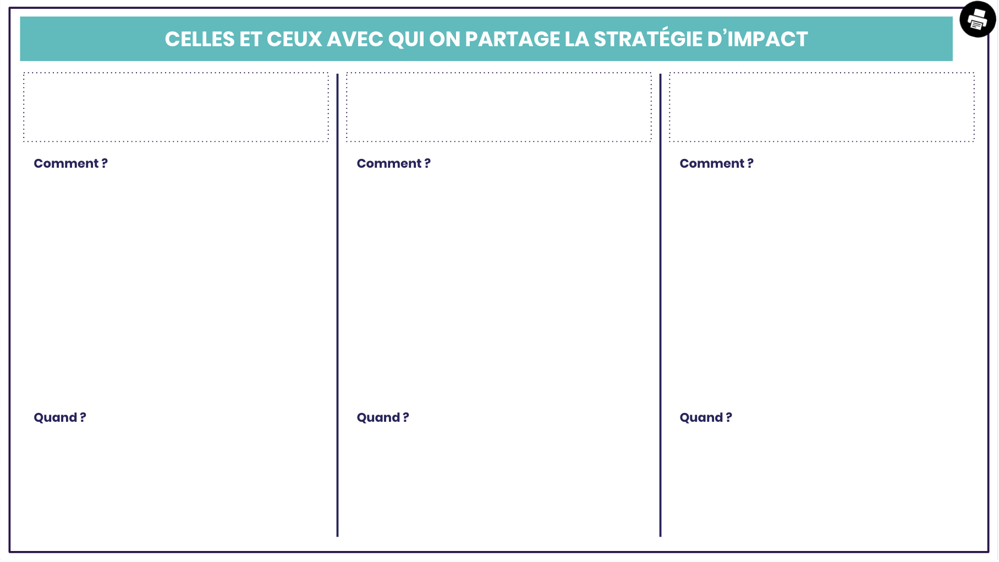 CELLES ET CEUX AVEC QUI ON PARTAGE LA STRATÉGIE D’IMPACT
Comment ?
Quand ?
Comment ?
Quand ?
Comment ?
Quand ?